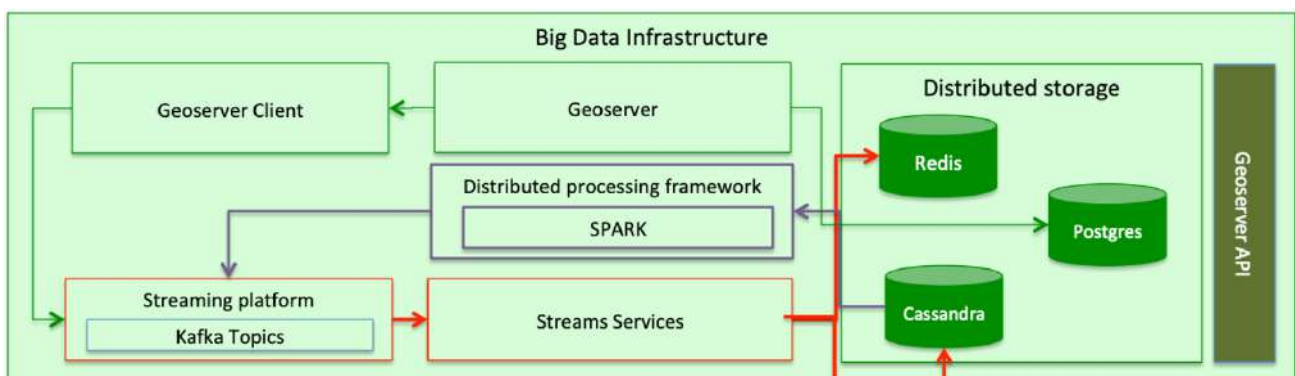 Big Data Infrastructure
Geoserver Client
Geoserver
Distributed storage
Redis
Distributed processing framework
SPARK
Postgres
Geoserver API
Streaming platform
Kafka Topics
Streams Services
Cassandra